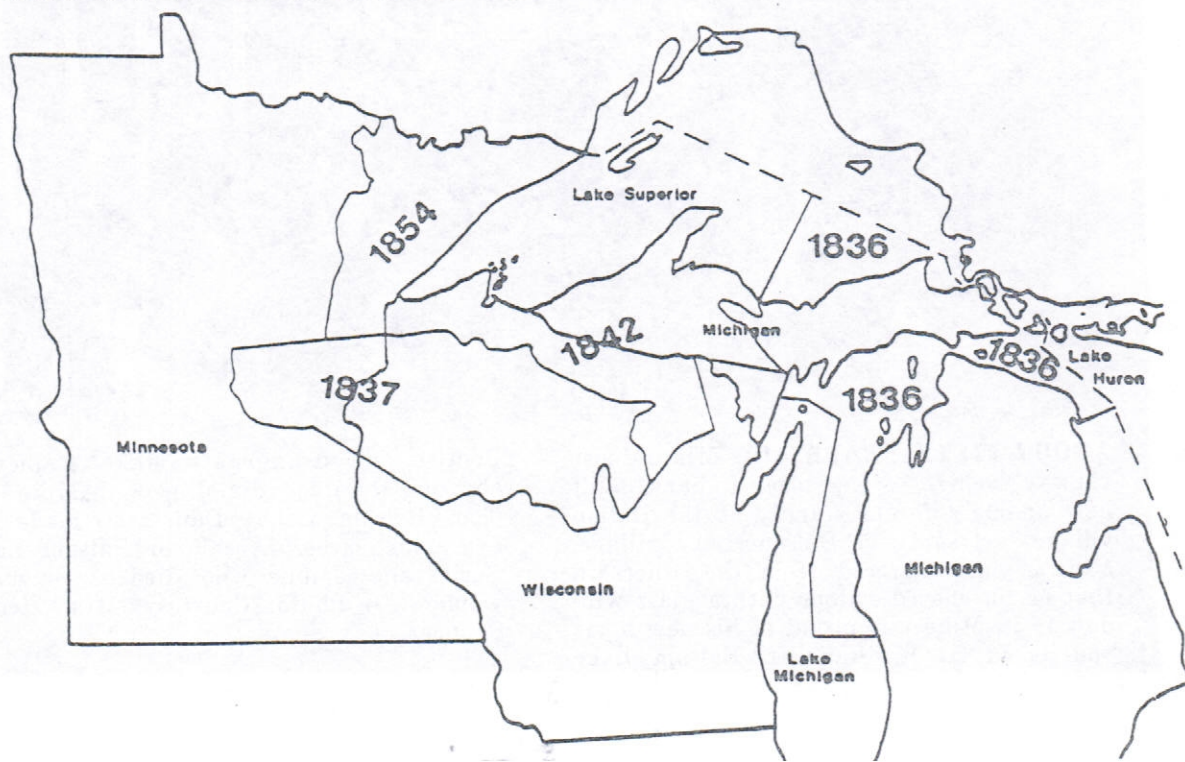 Lake Superior
1854
1836
Michigan
1842
1836
Lake
Huron
1837
1836
Minnesota
Michigan
Wisconsin
Lake
Michigan